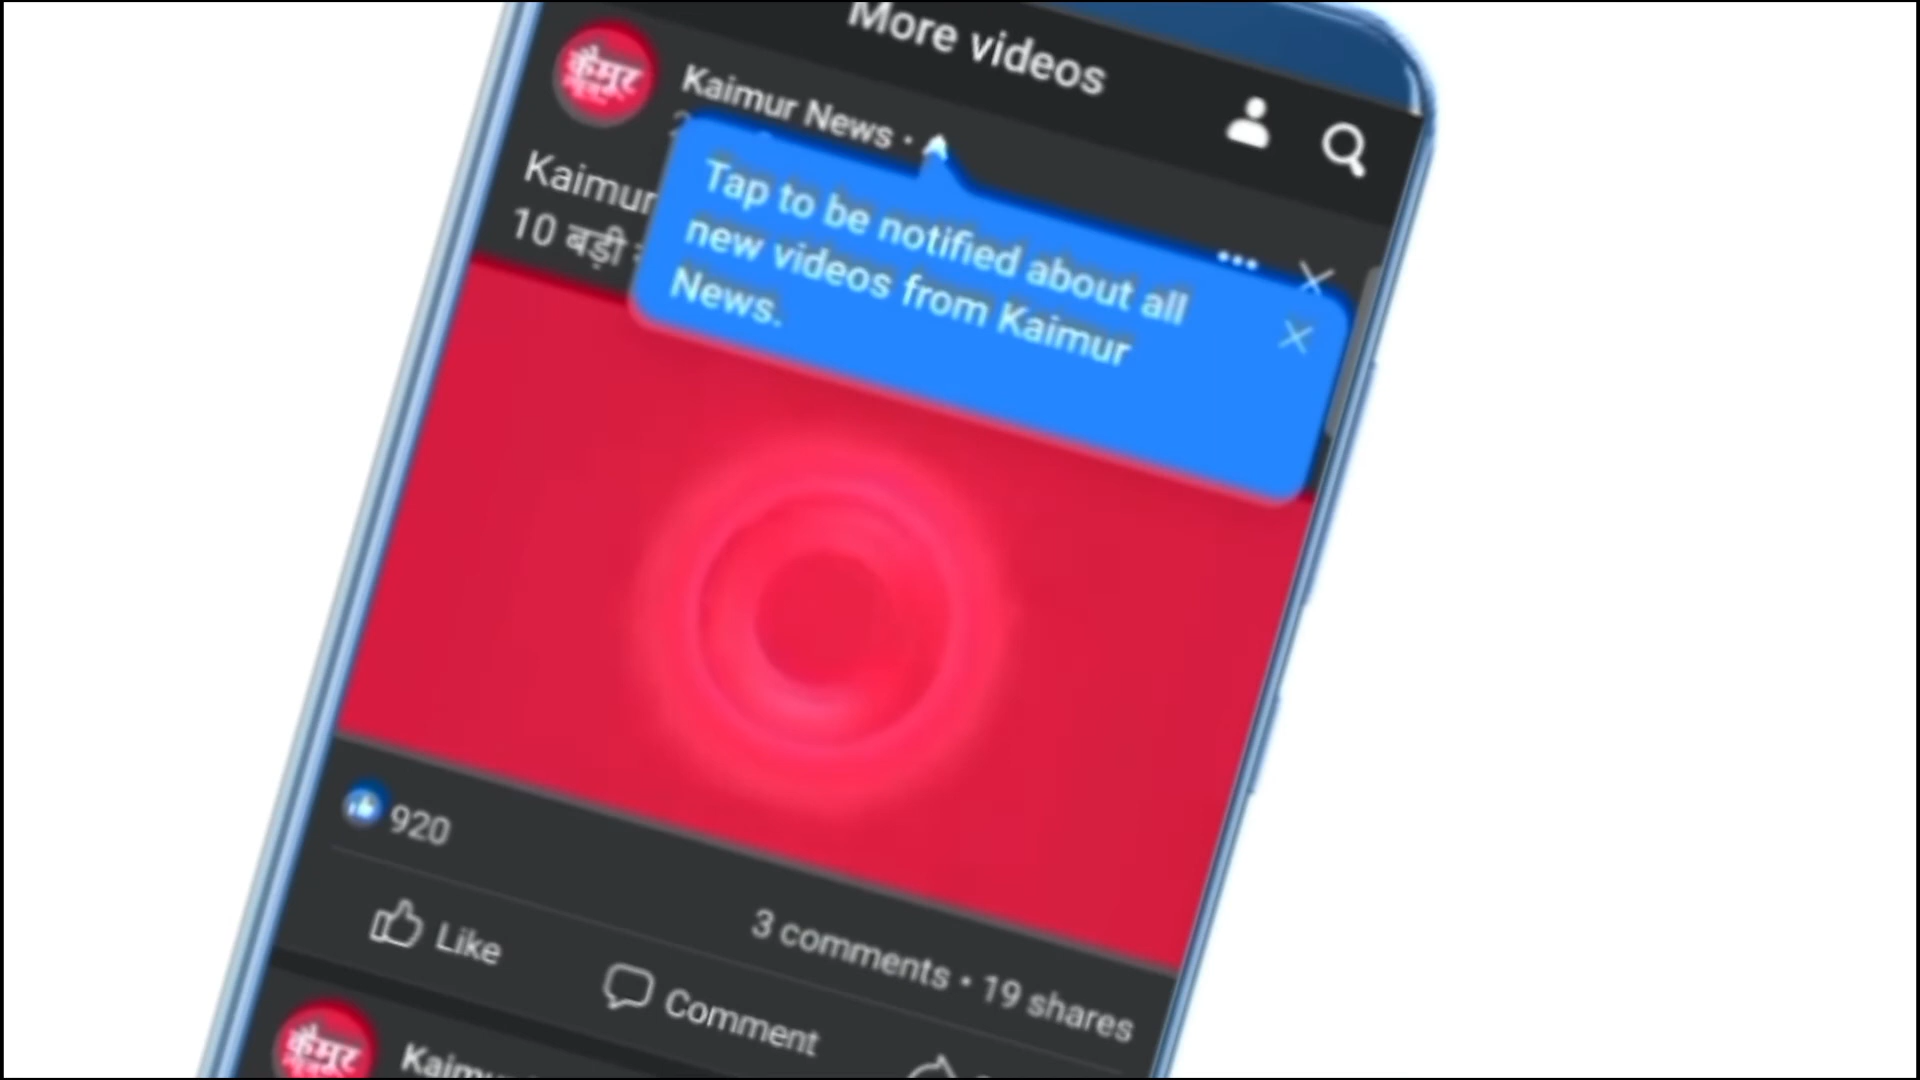 More videos
कैमूर
न्यूज़
Kaimur News ·
Kaimur
10 बड़ी
Tap to be notified about all
new videos from Kaimur
News.
920
3 comments • 19 shares
Like
Comment
कैमूर